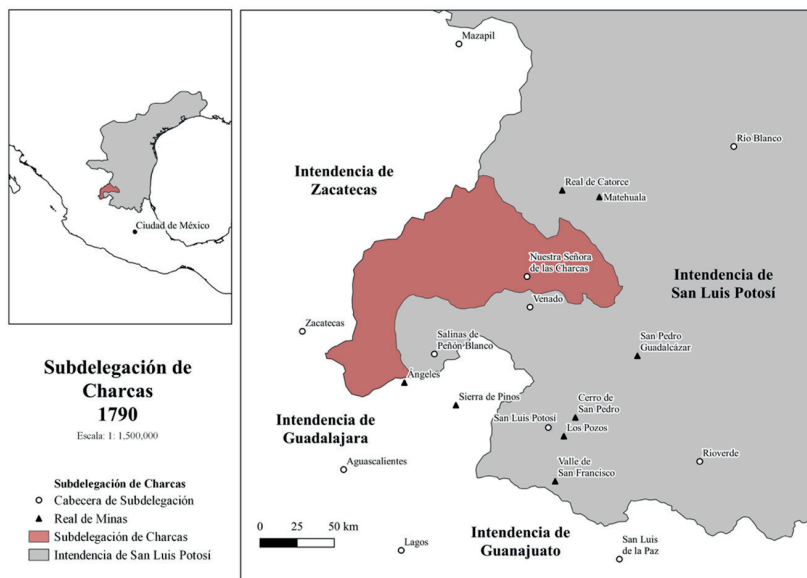 Ciudad de México
Subdelegación de
Charcas
1790
Escala: 1: 1,500,000
Subdelegación de Charcas
Cabecera de Subdelegación
Real de Minas
Subdelegación de Charcas
Intendencia de San Luis Potosí
Mazapil
Río Blanco
Intendencia de
Zacatecas
Real de Catorce
Matehuala
Nuestra Señora
de las Charcas
Intendencia de
San Luis Potosí
Venado
Zacatecas
Salinas de
Peñón Blanco
San Pedro
Guadalcázar
Ángeles
Sierra de Pinos
Cerro de
San Pedro
Intendencia de
Guadalajara
San Luis Potosí
Los Pozos
Aguascalientes
Valle de
San Francisco
Rioverde
0 25 50 km
Intendencia de
Guanajuato
Lagos
San Luis
de la Paz